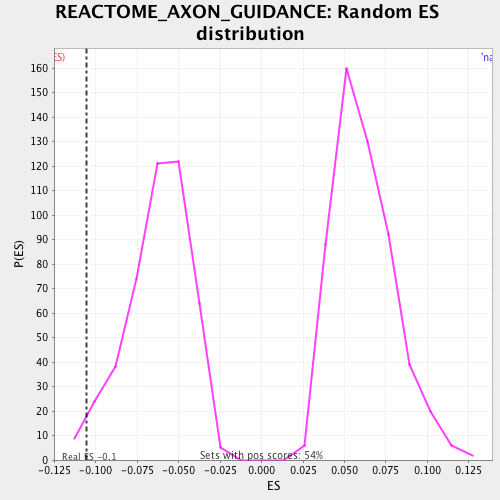 REACTOME_AXON_GUIDANCE: Random ES
distribution
ES)
'na
160
150
140
130
120
110
100
90
80
70
60
50
40
30
20
10
0
P(ES)
Real ES -0.1
Sets with pos scores: 54%
-0.125 -0.100 -0.075 -0.050 -0.025 0.000 0.025 0.050 0.075 0.100 0.125
ES